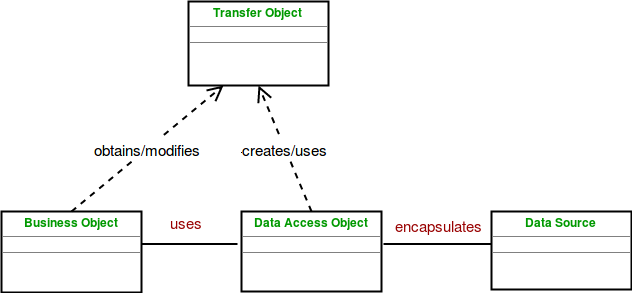 Transfer Object
obtains/modifies
creates/uses
Business Object
uses
Data Access Object
encapsulates
Data Source